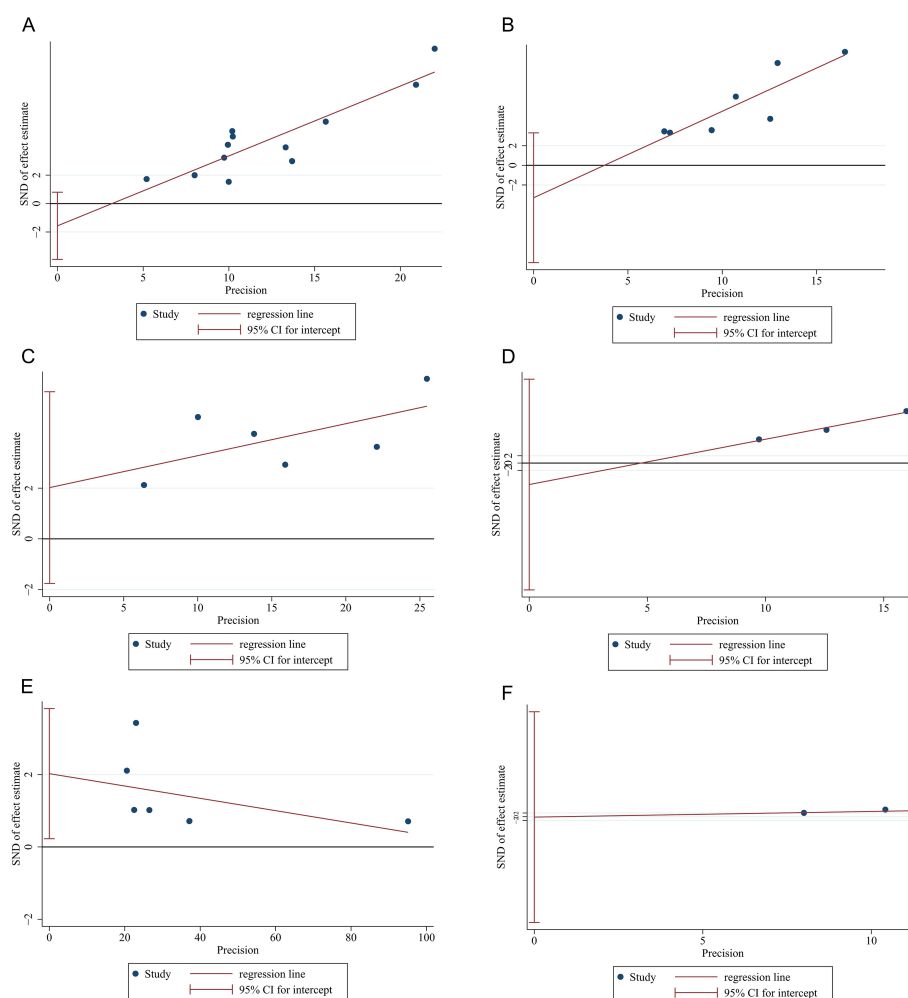 A
SND of effect estimate
2
0
−2
0 5 10 15 20
Precision
Study regression line
95% CI for intercept
B
SND of effect estimate
2
0
−2
0 5 10 15
Precision
Study regression line
95% CI for intercept
C
SND of effect estimate
2
0
−2
0 5 10 15 20 25
Precision
Study regression line
95% CI for intercept
D
SND of effect estimate
−20 2
0 5 10 15
Precision
Study regression line
95% CI for intercept
E
SND of effect estimate
2
0
−2
0 20 40 60 80 100
Precision
Study regression line
95% CI for intercept
F
SND of effect estimate
0 5 10
Precision
Study regression line
95% CI for intercept